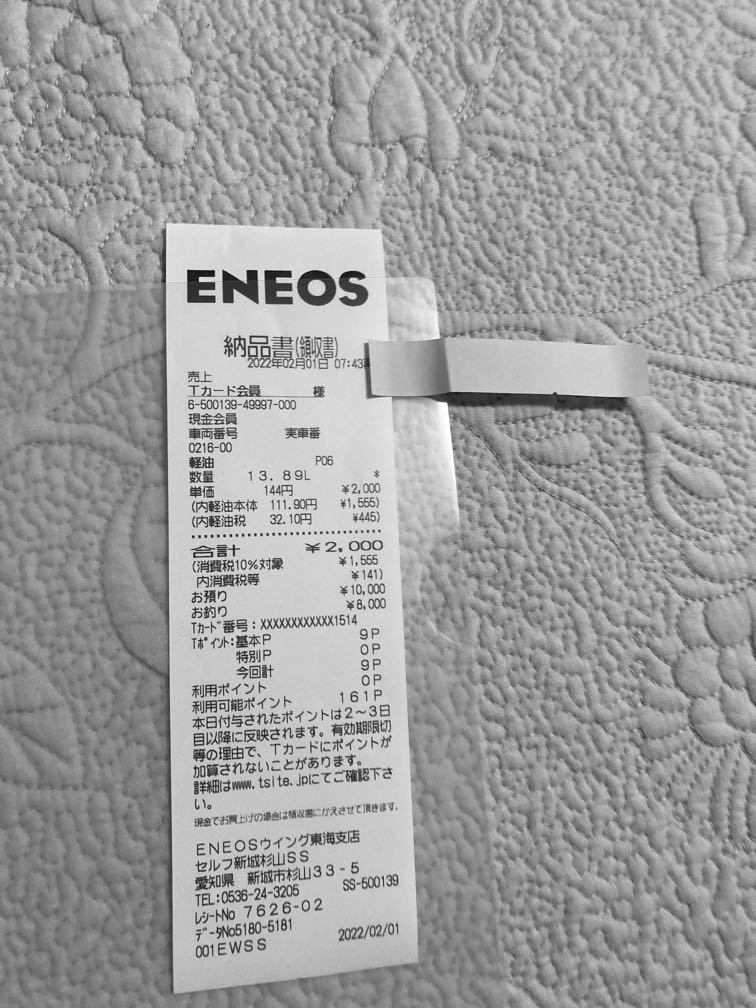 ENEOS
納品書(領収書)
2022年02月01日 07:43
売上
Tカード会員 様
6-500139-49997-000
現金会員
車両番号 実車番
0216-00
軽油 P06
数量 13.89L *
単価 144円 ¥2,000
(内軽油本体 111.90円 ¥1,555)
(内軽油税 32.10円 ¥445)
合計 ¥2,000
(消費税10%対象 ¥1,555
内消費税等 ¥141)
お預り ¥10,000
お釣り ¥8,000
Tカード番号:XXXXXXXXXXXX1514
Tポイント:基本P 9P
特別P 0P
今回計 9P
利用ポイント 0P
利用可能ポイント 161P
本日付与されたポイントは2~3日
目以降に反映されます。有効期限切
等の理由で、Tカードにポイントが
加算されないことがあります。
詳細はwww.tsite.jpにてご確認下さ
い。
現金でお買上げの場合は領収書にかえさせて頂きます。
ENEOSウイング東海支店
セルフ新城杉山SS
愛知県 新城市杉山33-5
TEL:0536-24-3205 SS-500139
レシートNo 7626-02
データNo5180-5181
001EWSS 2022/02/01